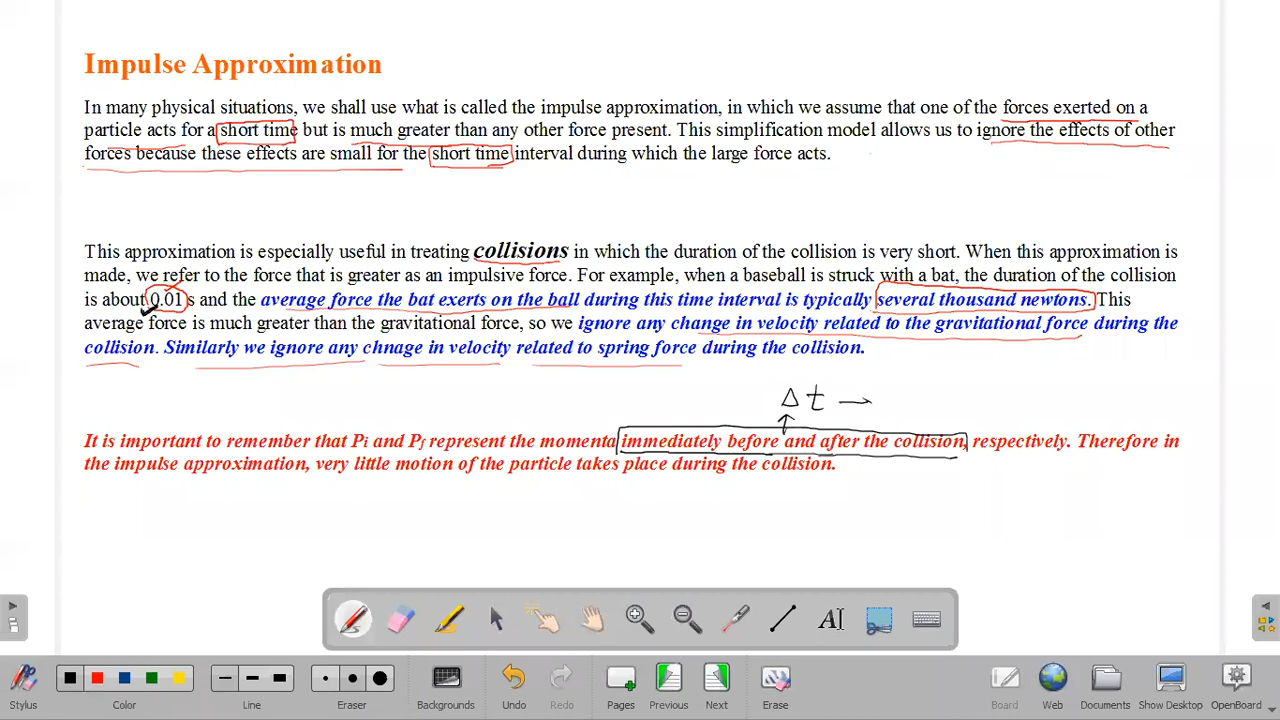 Impulse Approximation
In many physical situations, we shall use what is called the impulse approximation, in which we assume that one of the forces exerted on a
particle acts for a short time but is much greater than any other force present. This simplification model allows us to ignore the effects of other
forces because these effects are small for the short time interval during which the large force acts.
This approximation is especially useful in treating collisions in which the duration of the collision is very short. When this approximation is
made, we refer to the force that is greater as an impulsive force. For example, when a baseball is struck with a bat, the duration of the collision
is about 0.01 s and the average force the bat exerts on the ball during this time interval is typically several thousand newtons. This
average force is much greater than the gravitational force, so we ignore any change in velocity related to the gravitational force during the
collision. Similarly we ignore any chnage in velocity related to spring force during the collision.
Δt →
It is important to remember that Pi and Pf represent the momenta immediately before and after the collision, respectively. Therefore in
the impulse approximation, very little motion of the particle takes place during the collision.
Stylus Color Line Eraser Backgrounds Undo Redo Pages Previous Next Erase Board Web Documents Show Desktop OpenBoard